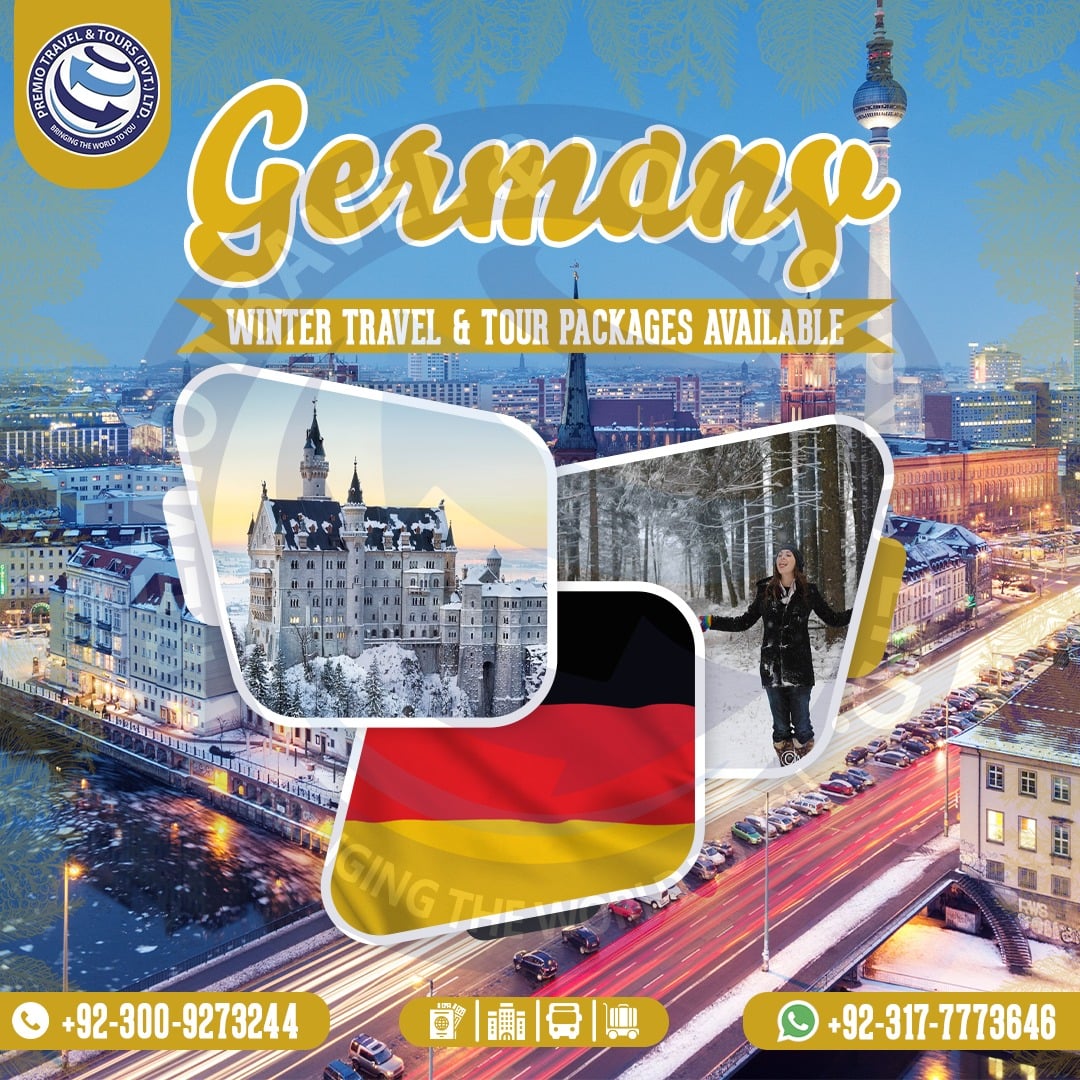 PREMIO TRAVEL & TOURS (PVT.) LTD.
BRINGING THE WORLD TO YOU
Germany
WINTER TRAVEL & TOUR PACKAGES AVAILABLE
+92-300-9273244
+92-317-7773646